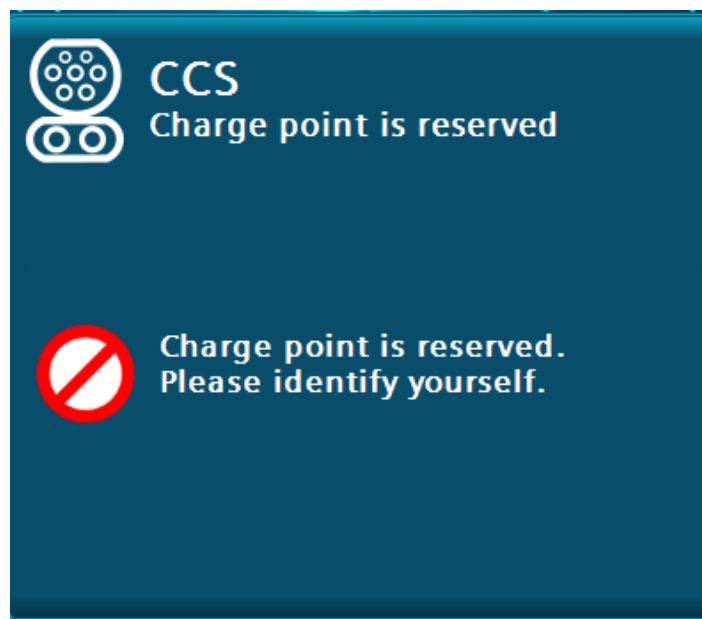 CCS
Charge point is reserved
Charge point is reserved.
Please identify yourself.